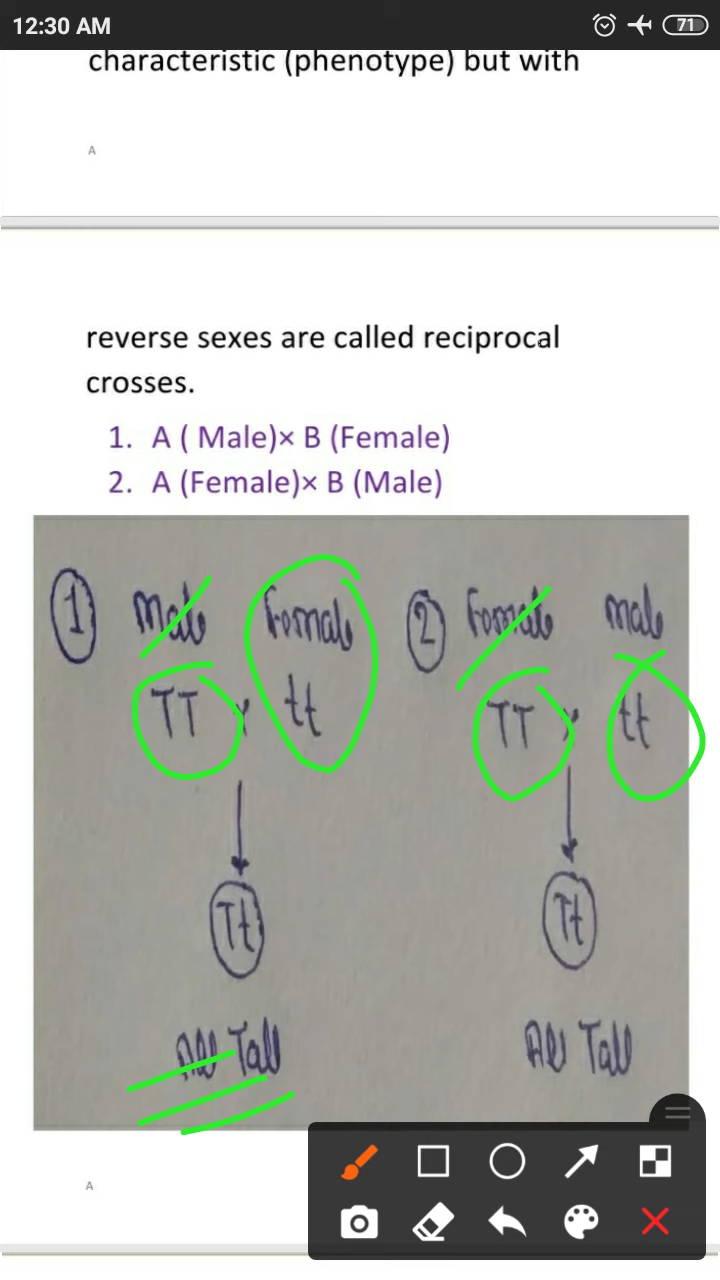 12:30 AM
71
characteristic (phenotype) but with
A
reverse sexes are called reciprocal
crosses.
1. A ( Male)× B (Female)
2. A (Female)× B (Male)
1 Male Female 2 Female male
TT × tt TT × tt
Tt Tt
All Tall All Tall
A